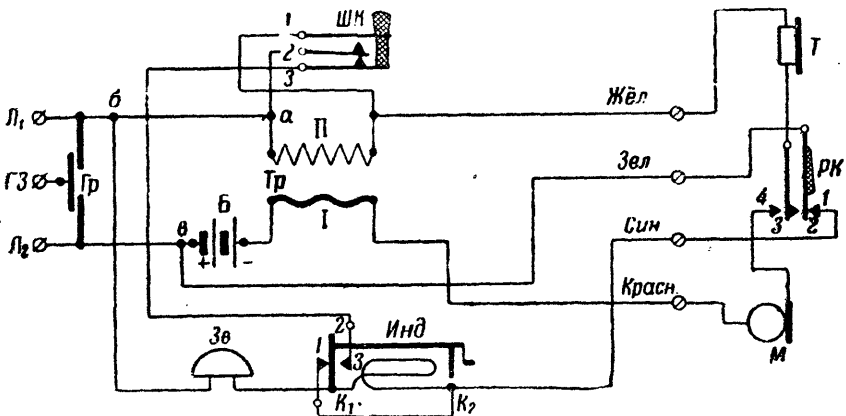 1 ШК
2
3
Л₁ б а Жёл Т
П
ГЗ Гр Зел РК
Тр
Б I 4 1
3 2
Л₂ в Син
+ -
Красн.
М
Зв 2 Инд
1 3
К₁. К₂